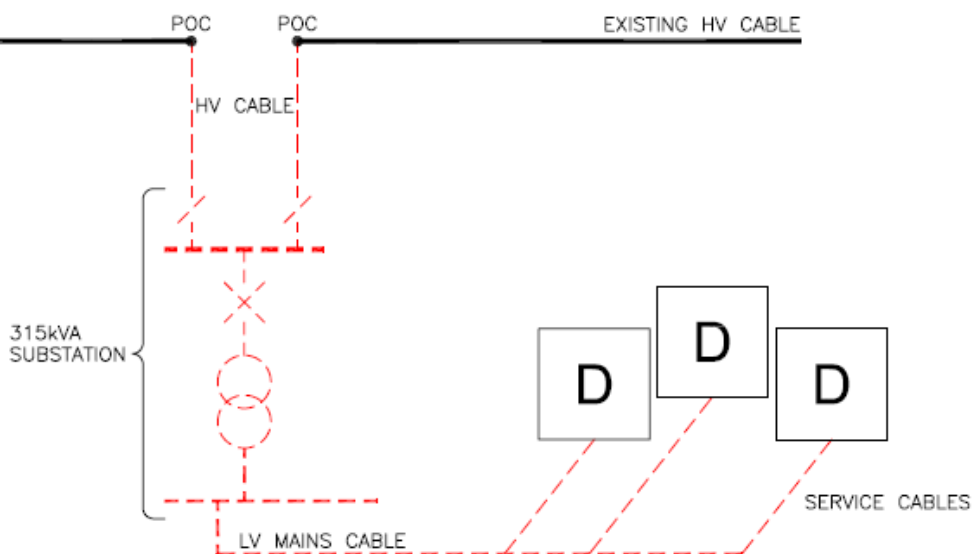 POC
POC
EXISTING HV CABLE
HV CABLE
315kVA
SUBSTATION
D
D
D
SERVICE CABLES
LV MAINS CABLE